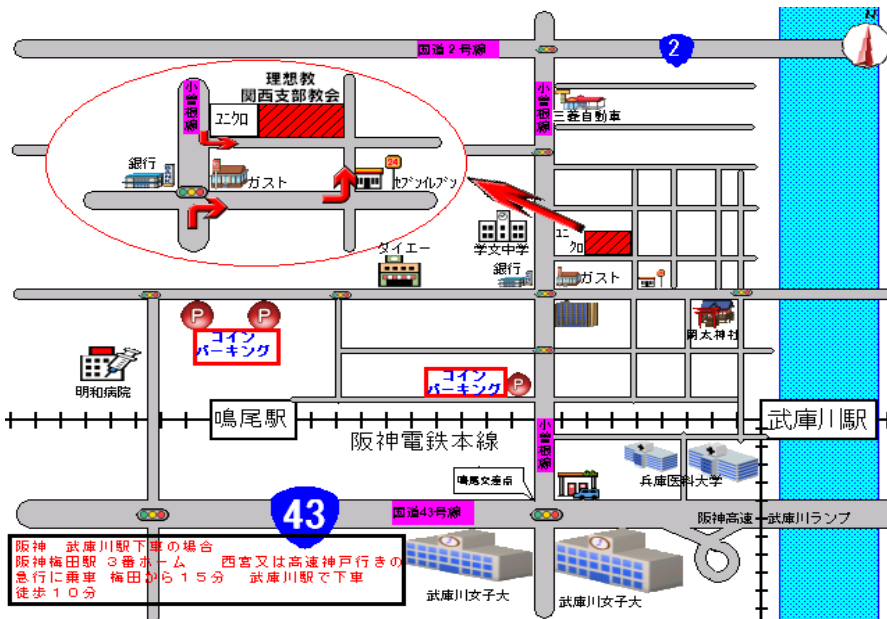 N
国道2号線
2
小曽根線
三菱自動車
理想教
関西支部教会
小曽根線
ユニクロ
銀行
ガスト
24
セブンイレブン
学文中学
ユニ
クロ
ダイエー
銀行
ガスト
P
P
コイン
パーキング
岡太神社
明和病院
コイン
パーキング
P
鳴尾駅
武庫川駅
阪神電鉄本線
小曽根線
鳴尾交差点
兵庫医科大学
43
国道43号線
阪神高速
武庫川ランプ
阪神 武庫川駅下車の場合
阪神梅田駅 3番ホーム 西宮又は高速神戸行きの
急行に乗車 梅田から15分 武庫川駅で下車
徒歩10分
武庫川女子大
武庫川女子大